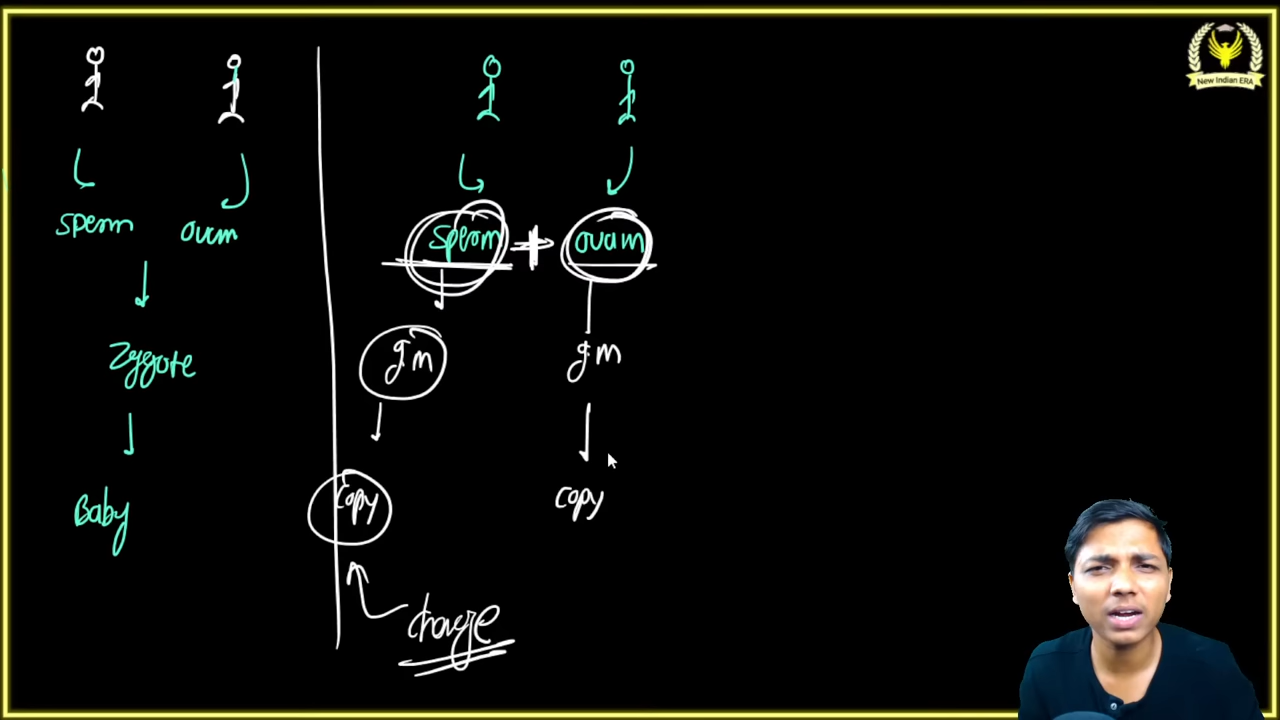 New Indian ERA
sperm ovum
Zygote
Baby
sperm + ovum
gm gm
copy copy
change